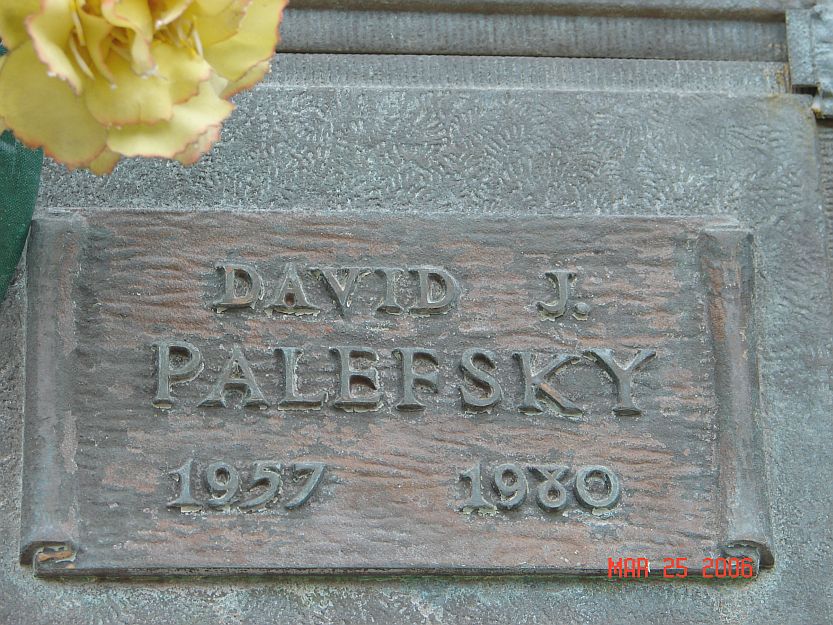 DAVID J.
PALEFSKY
1957 1980
MAR 25 2006